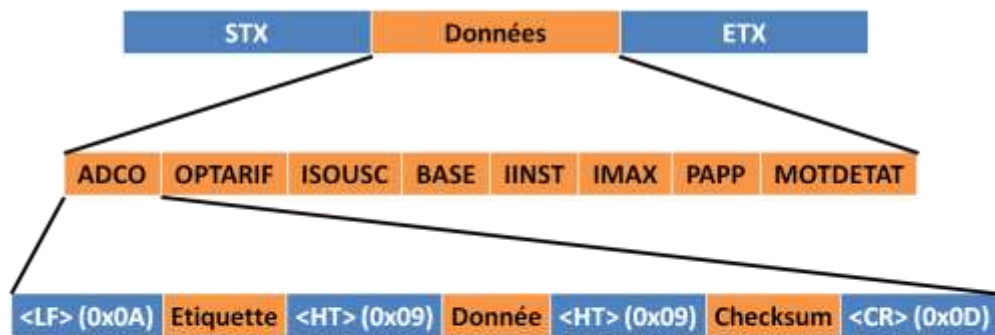 STX Données ETX
ADCO OPTARIF ISOUSC BASE IINST IMAX PAPP MOTDETAT
<LF> (0x0A) Etiquette <HT> (0x09) Donnée <HT> (0x09) Checksum <CR> (0x0D)